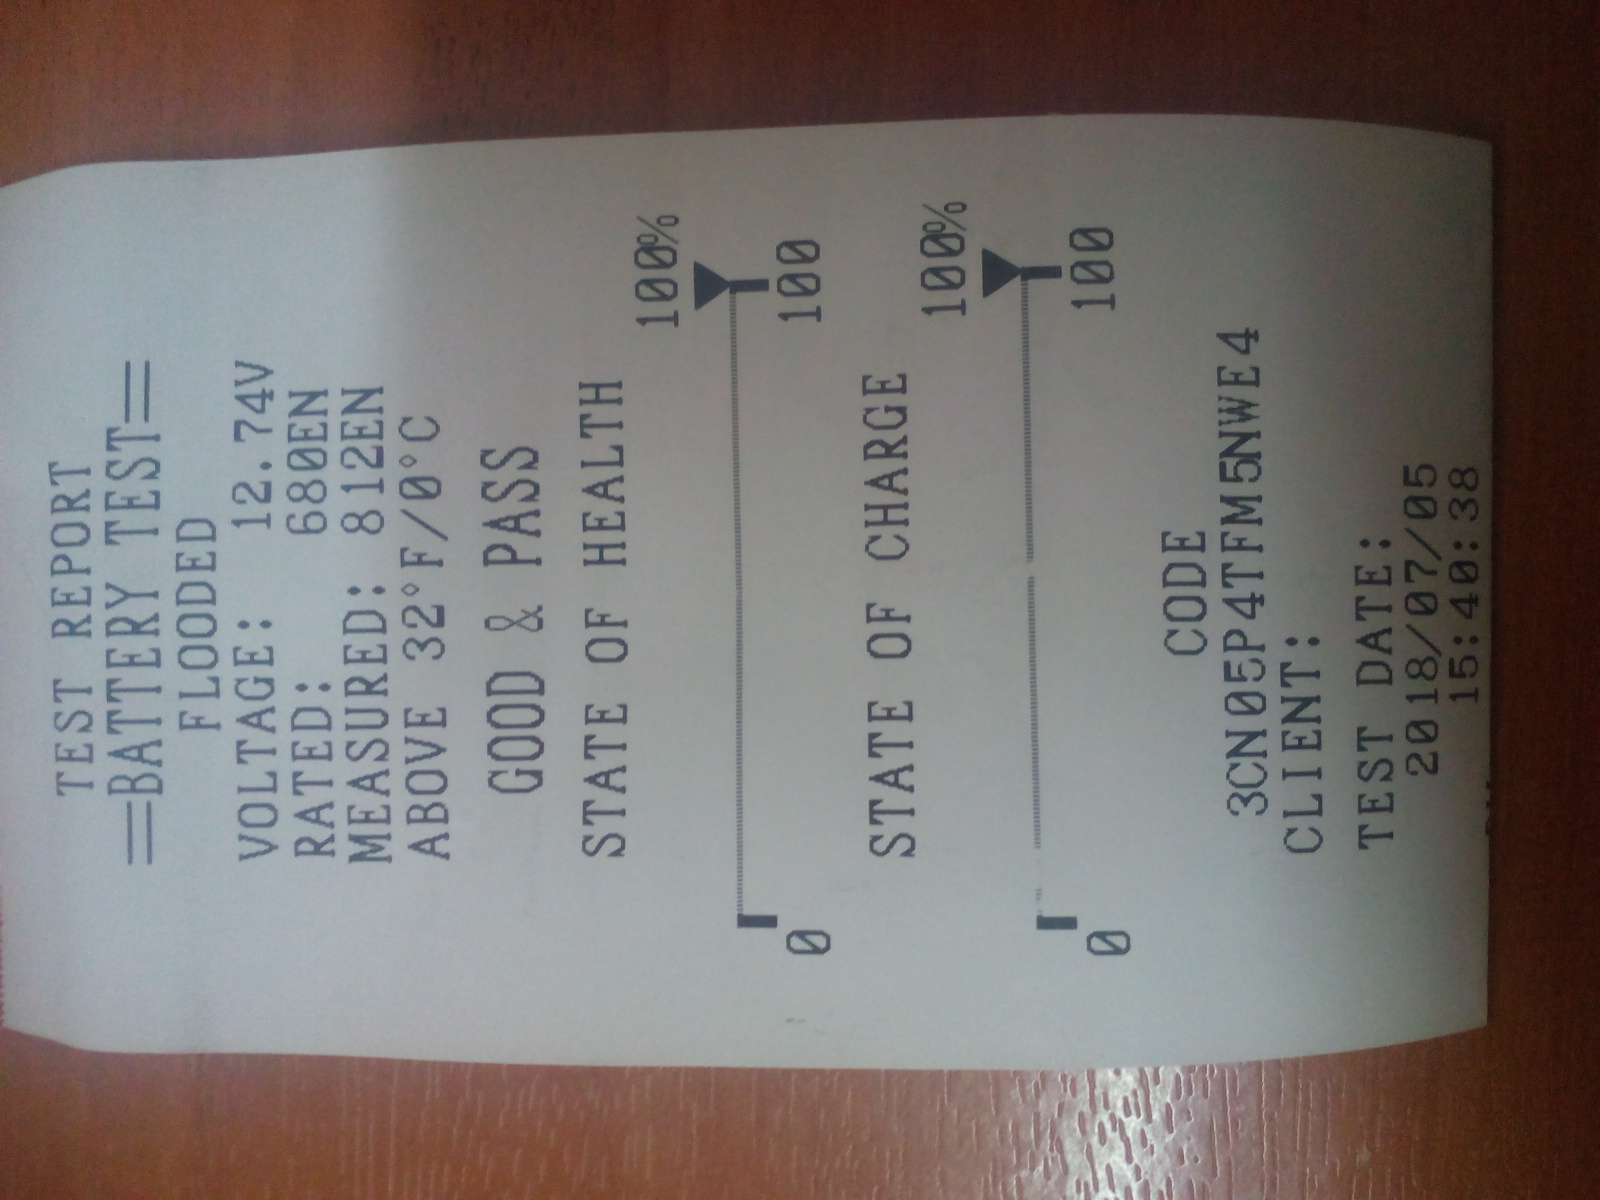 TEST REPORT
==BATTERY TEST==
FLOODED
VOLTAGE: 12.74V
RATED: 680EN
MEASURED: 812EN
ABOVE 32°F/0°C
GOOD & PASS
STATE OF HEALTH
100%
0 100
STATE OF CHARGE
100%
0 100
CODE
3CN05P4TFM5NWE4
CLIENT:
TEST DATE:
2018/07/05
15:40:38